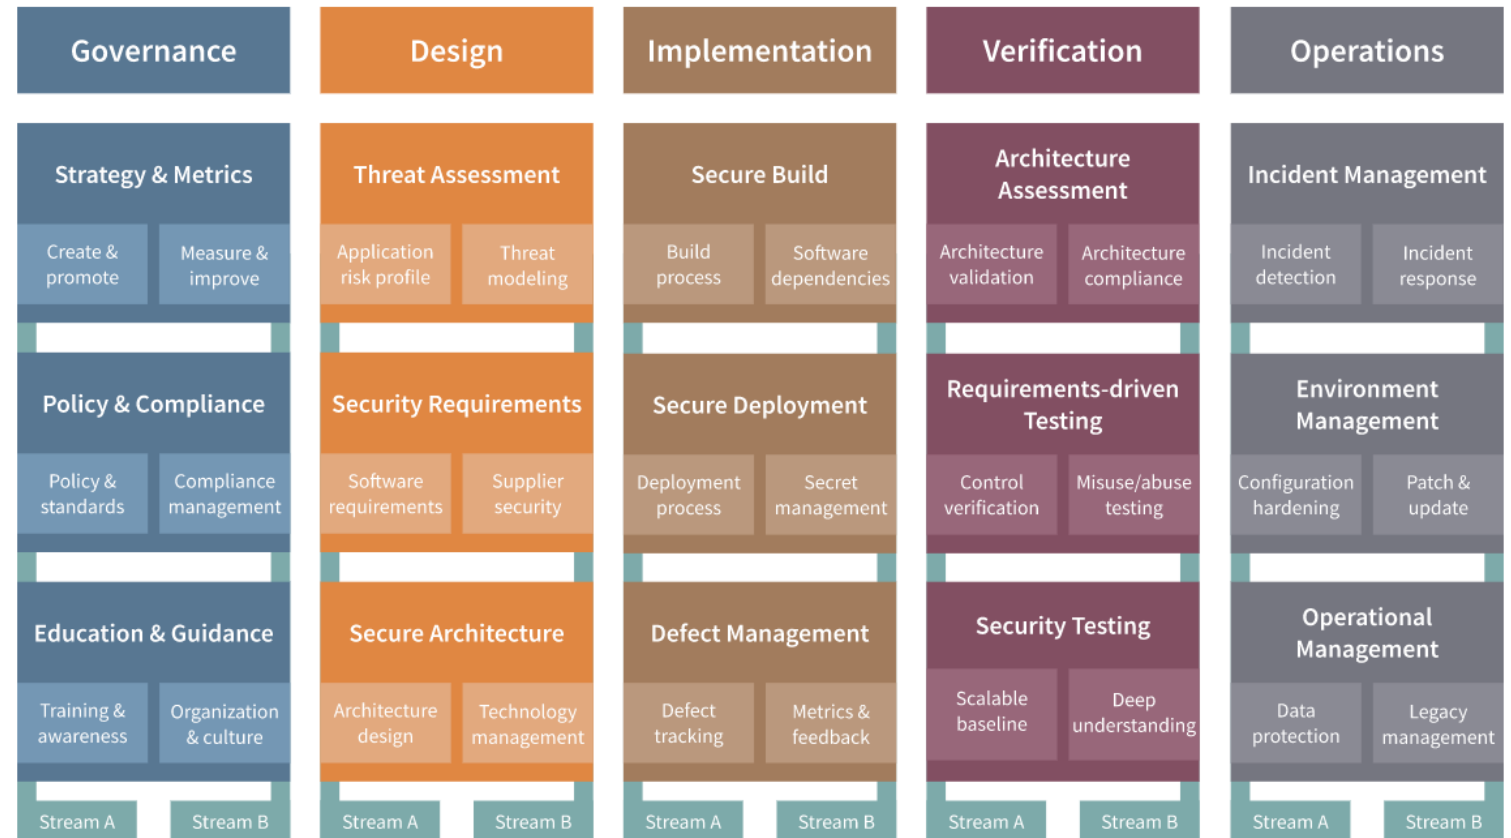 Governance
Design
Implementation
Verification
Operations
Strategy & Metrics
Create &
promote
Measure &
improve
Threat Assessment
Application
risk profile
Threat
modeling
Secure Build
Build
process
Software
dependencies
Architecture
Assessment
Architecture
validation
Architecture
compliance
Incident Management
Incident
detection
Incident
response
Policy & Compliance
Policy &
standards
Compliance
management
Security Requirements
Software
requirements
Supplier
security
Secure Deployment
Deployment
process
Secret
management
Requirements-driven
Testing
Control
verification
Misuse/abuse
testing
Environment
Management
Configuration
hardening
Patch &
update
Education & Guidance
Training &
awareness
Organization
& culture
Secure Architecture
Architecture
design
Technology
management
Defect Management
Defect
tracking
Metrics &
feedback
Security Testing
Scalable
baseline
Deep
understanding
Operational
Management
Data
protection
Legacy
management
Stream A
Stream B
Stream A
Stream B
Stream A
Stream B
Stream A
Stream B
Stream A
Stream B